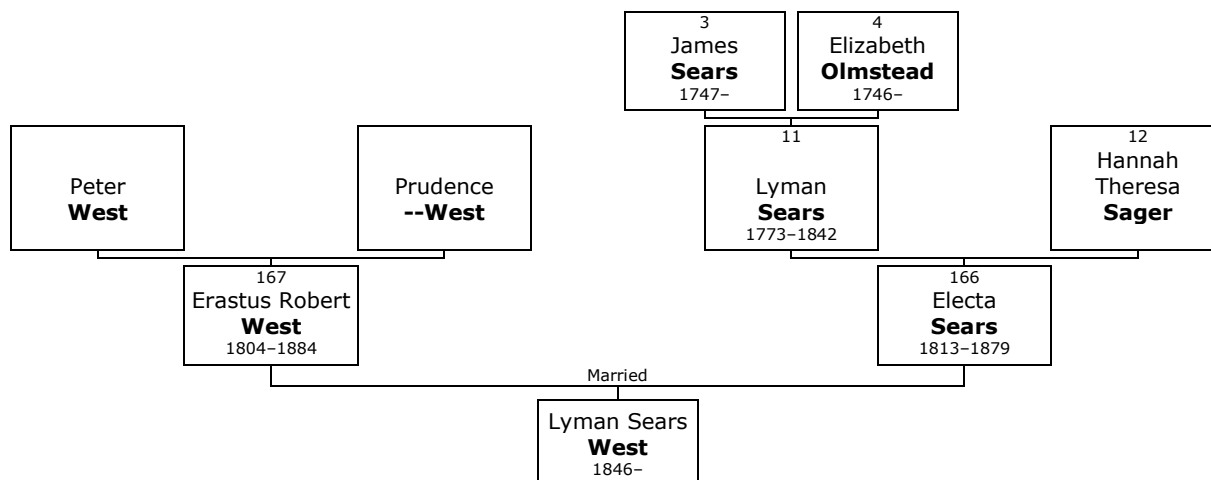 3
James
Sears
1747–
4
Elizabeth
Olmstead
1746–
Peter
West
Prudence
--West
11
Lyman
Sears
1773–1842
12
Hannah
Theresa
Sager
167
Erastus Robert
West
1804–1884
166
Electa
Sears
1813–1879
Married
Lyman Sears
West
1846–